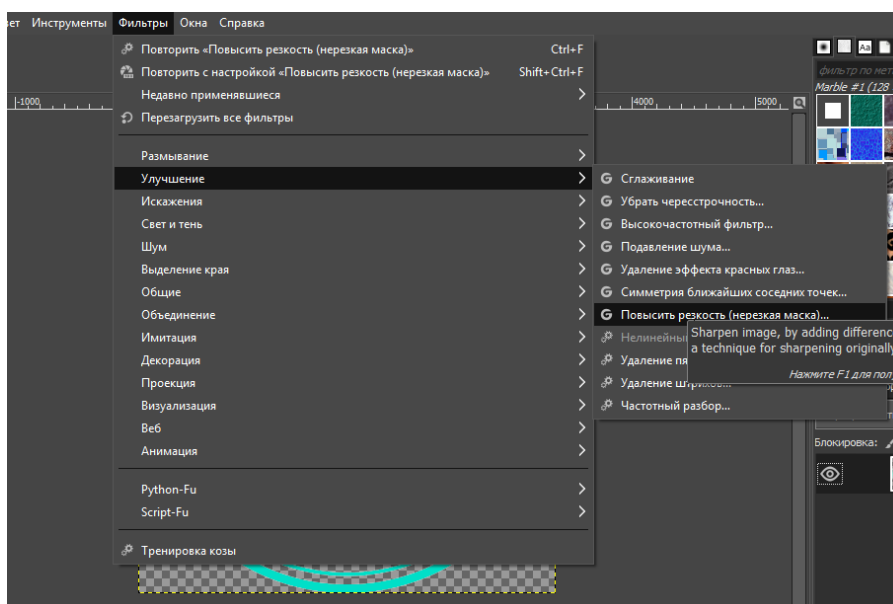 вет Инструменты Фильтры Окна Справка
Повторить «Повысить резкость (нерезкая маска)» Ctrl+F
Повторить с настройкой «Повысить резкость (нерезкая маска)» Shift+Ctrl+F
Недавно применявшиеся
Перезагрузить все фильтры
Размывание
Улучшение
Искажения
Свет и тень
Шум
Выделение края
Общие
Объединение
Имитация
Декорация
Проекция
Визуализация
Веб
Анимация
Python-Fu
Script-Fu
Тренировка козы
Сглаживание
Убрать чересстрочность...
Высокочастотный фильтр...
Подавление шума...
Удаление эффекта красных глаз...
Симметрия ближайших соседних точек...
Повысить резкость (нерезкая маска)...
Нелинейны
Удаление пя
Удаление штрихов...
Частотный разбор...
Sharpen image, by adding differenc
a technique for sharpening originally
Нажмите F1 для пол
-1000
4000
5000
Aa
фильтр по мет
Marble #1 (128
Блокировка: